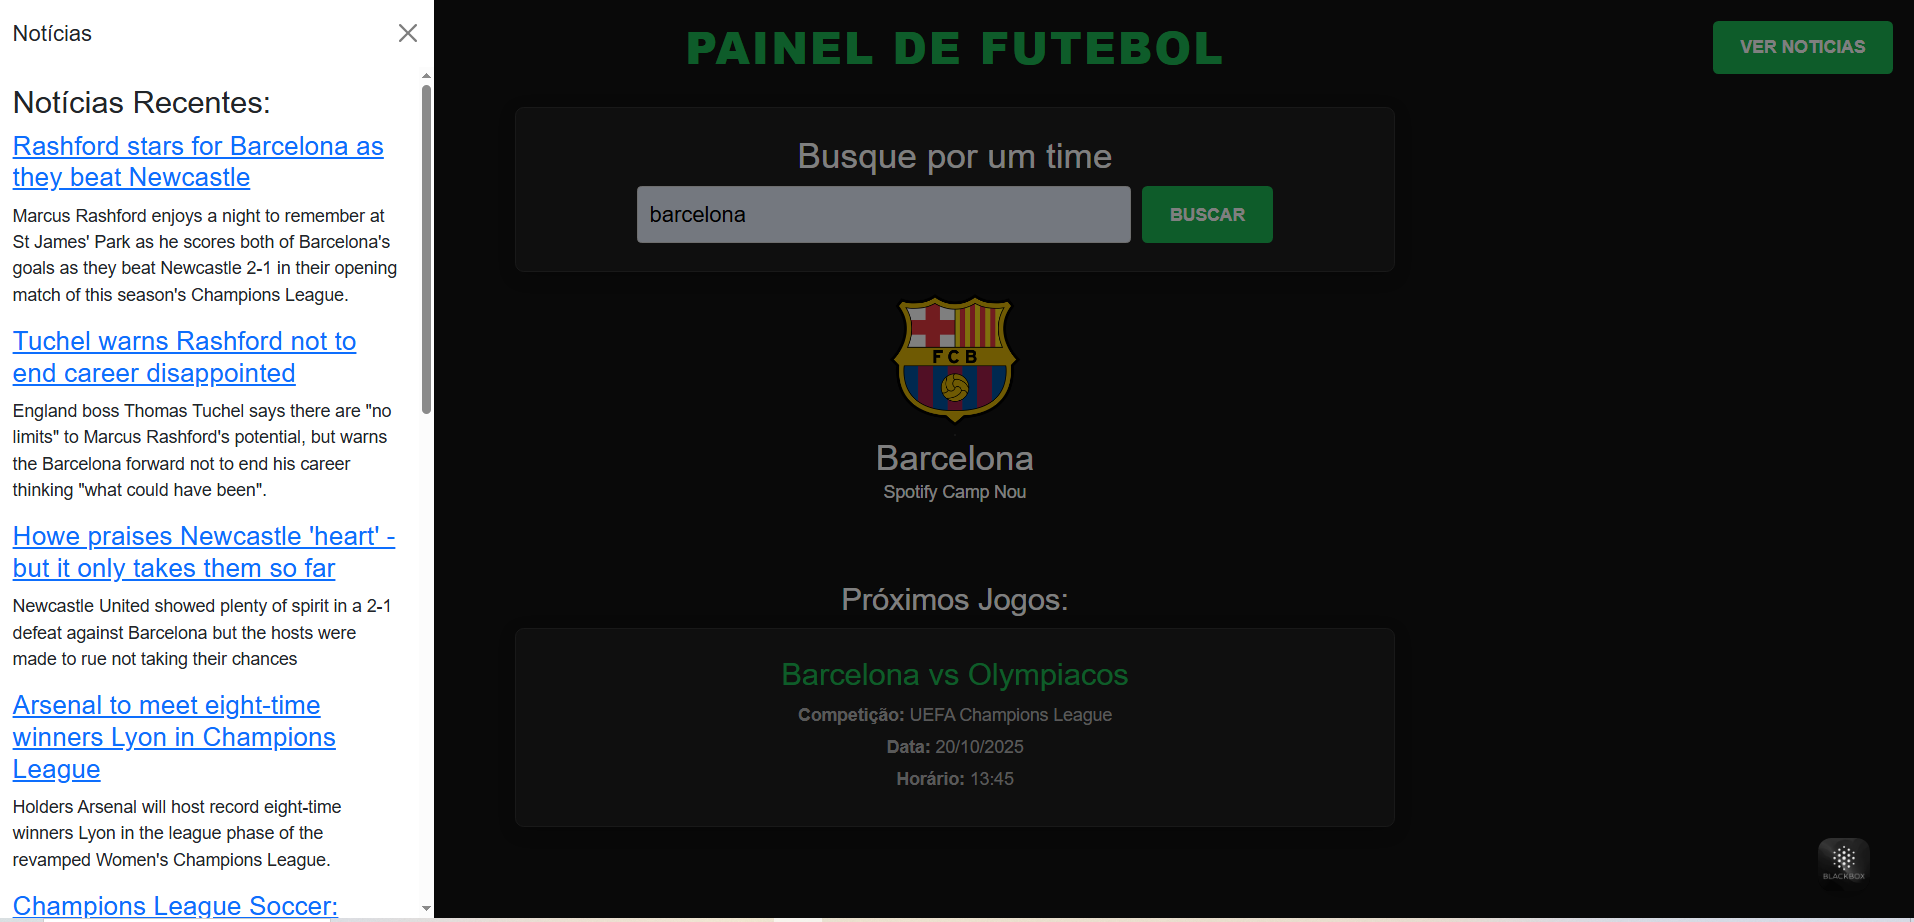 Notícias
Notícias Recentes:
Rashford stars for Barcelona as
they beat Newcastle
Marcus Rashford enjoys a night to remember at
St James' Park as he scores both of Barcelona's
goals as they beat Newcastle 2-1 in their opening
match of this season's Champions League.
Tuchel warns Rashford not to
end career disappointed
England boss Thomas Tuchel says there are "no
limits" to Marcus Rashford's potential, but warns
the Barcelona forward not to end his career
thinking "what could have been".
Howe praises Newcastle 'heart' -
but it only takes them so far
Newcastle United showed plenty of spirit in a 2-1
defeat against Barcelona but the hosts were
made to rue not taking their chances
Arsenal to meet eight-time
winners Lyon in Champions
League
Holders Arsenal will host record eight-time
winners Lyon in the league phase of the
revamped Women's Champions League.
Champions League Soccer:
PAINEL DE FUTEBOL
VER NOTICIAS
Busque por um time
barcelona
BUSCAR
FCB
Barcelona
Spotify Camp Nou
Próximos Jogos:
Barcelona vs Olympiacos
Competição: UEFA Champions League
Data: 20/10/2025
Horário: 13:45
BLACKBOX